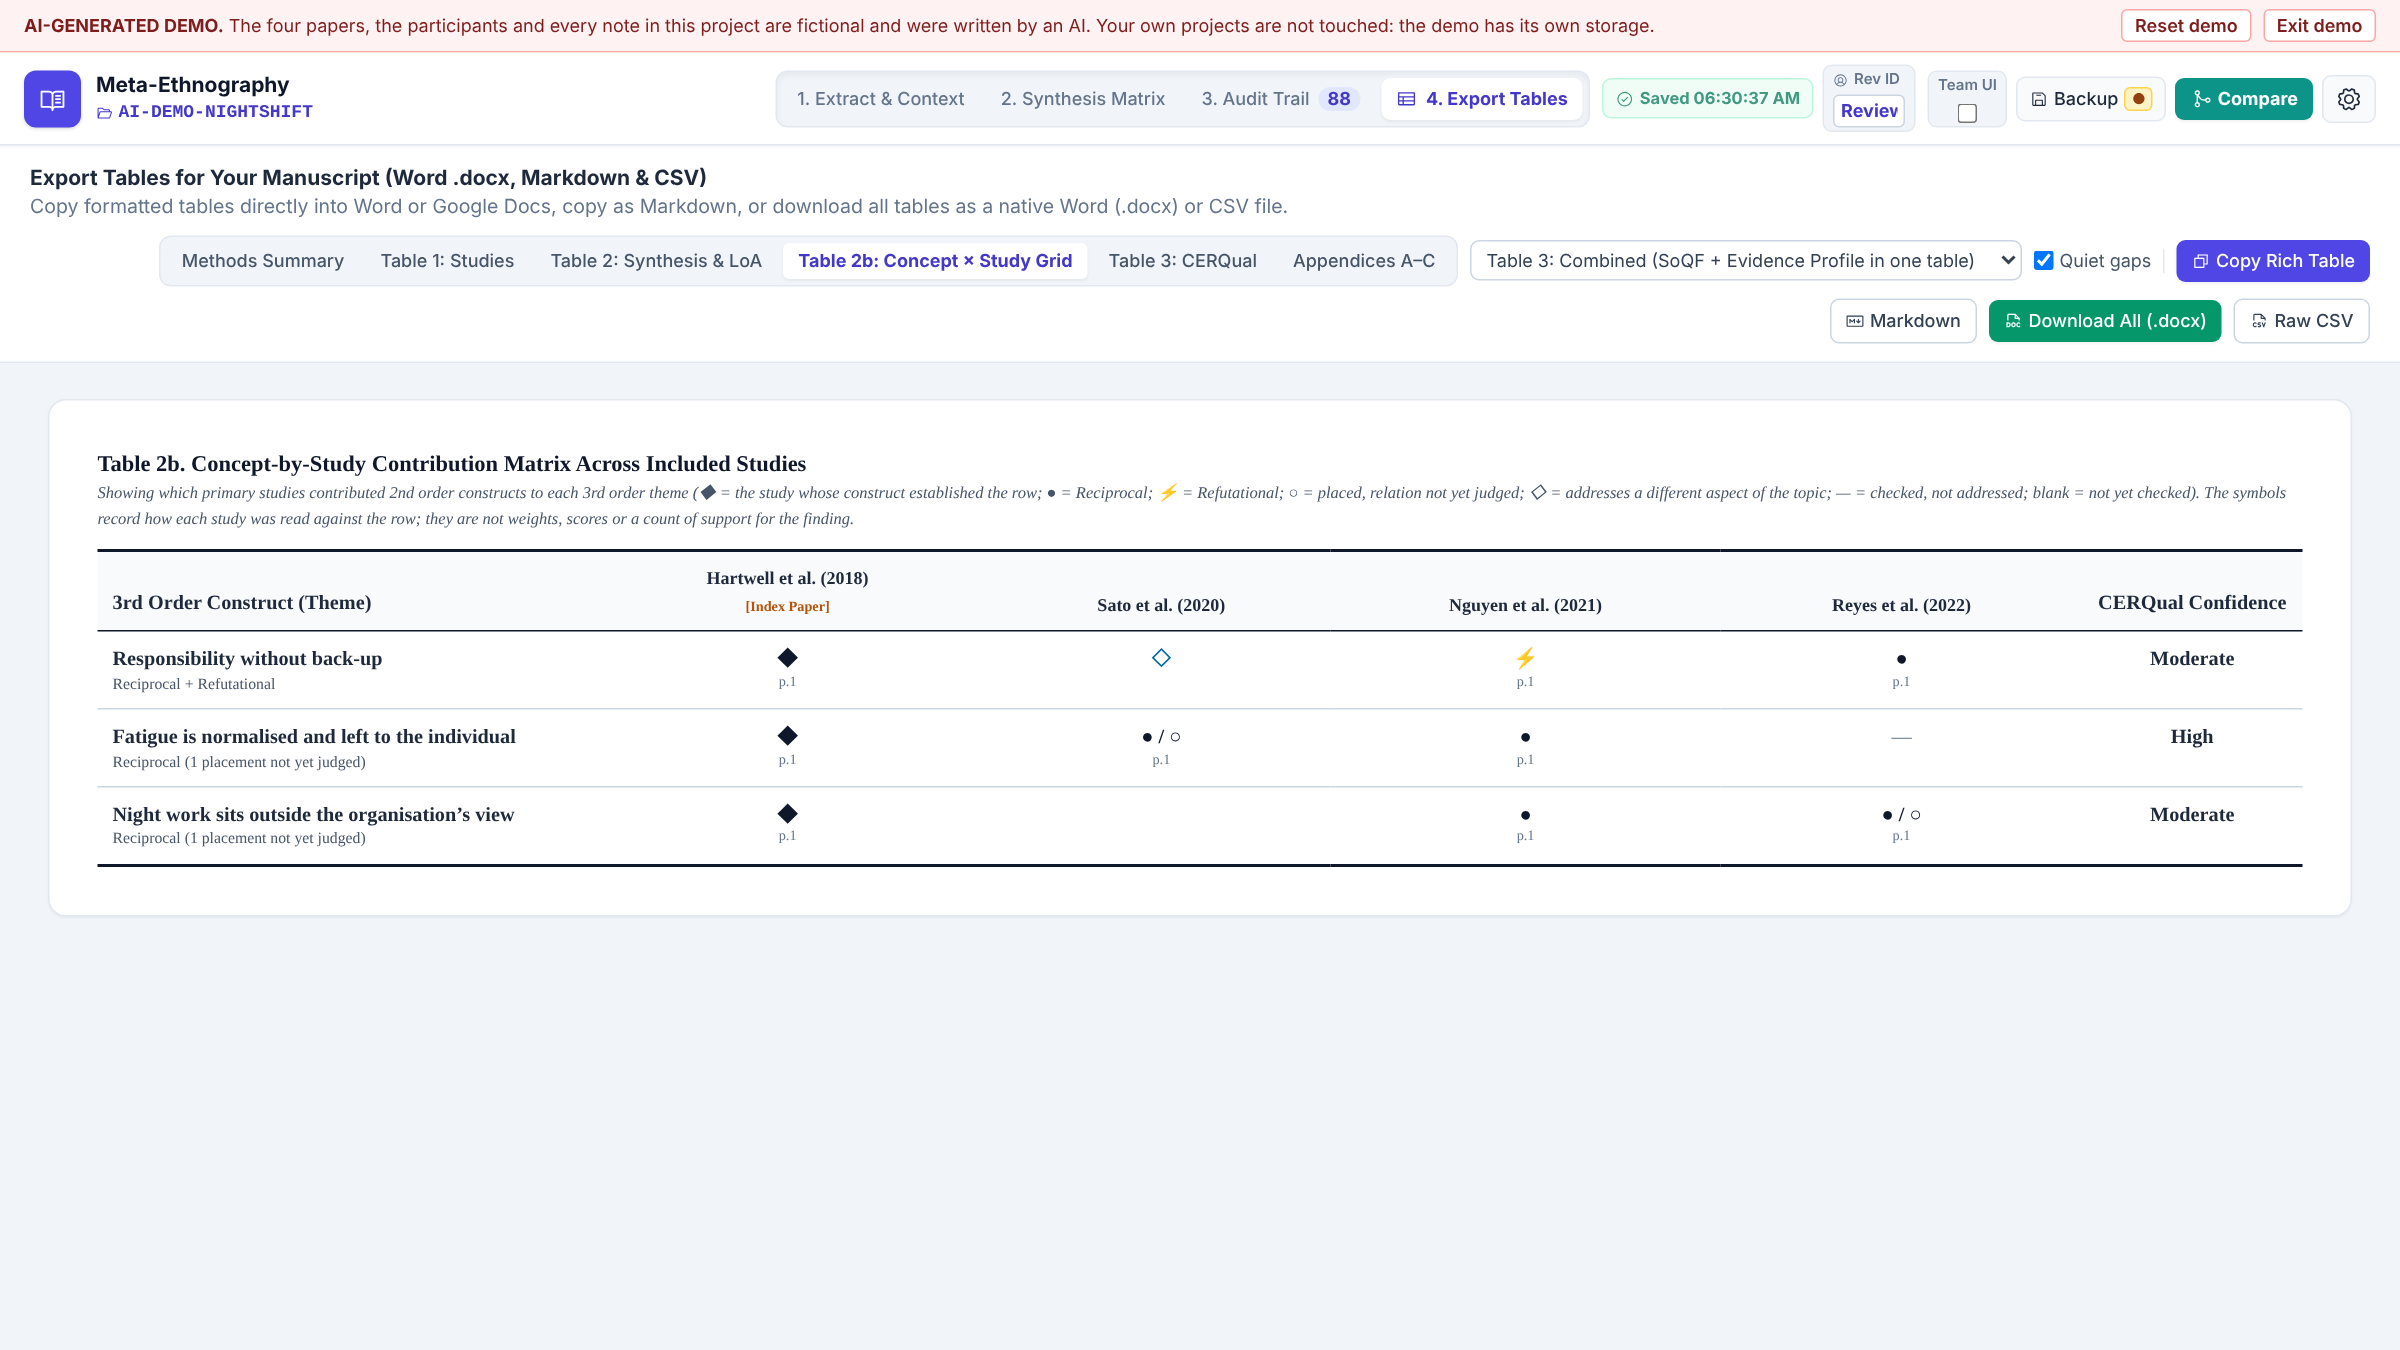 AI-GENERATED DEMO. The four papers, the participants and every note in this project are fictional and were written by an AI. Your own projects are not touched: the demo has its own storage.
Reset demo
Exit demo
Meta-Ethnography
AI-DEMO-NIGHTSHIFT
1. Extract & Context
2. Synthesis Matrix
3. Audit Trail 88
4. Export Tables
Saved 06:30:37 AM
Rev ID
Team UI
Backup
Compare
Export Tables for Your Manuscript (Word .docx, Markdown & CSV)
Copy formatted tables directly into Word or Google Docs, copy as Markdown, or download all tables as a native Word (.docx) or CSV file.
Methods Summary
Table 1: Studies
Table 2: Synthesis & LoA
Table 2b: Concept × Study Grid
Table 3: CERQual
Appendices A–C
Table 3: Combined (SoQF + Evidence Profile in one table)
Quiet gaps
Copy Rich Table
Markdown
Download All (.docx)
Raw CSV
Table 2b. Concept-by-Study Contribution Matrix Across Included Studies
Showing which primary studies contributed 2nd order constructs to each 3rd order theme (◆ = the study whose construct established the row; ● = Reciprocal; ⚡ = Refutational; ○ = placed, relation not yet judged; ◇ = addresses a different aspect of the topic; — = checked, not addressed; blank = not yet checked). The symbols
record how each study was read against the row; they are not weights, scores or a count of support for the finding.
3rd Order Construct (Theme)
Hartwell et al. (2018)
[Index Paper]
Sato et al. (2020)
Nguyen et al. (2021)
Reyes et al. (2022)
CERQual Confidence
Responsibility without back-up ◆ ◇ ⚡ ● Moderate
Reciprocal + Refutational p.1 p.1 p.1
Fatigue is normalised and left to the individual ◆ ● / ○ ● — High
Reciprocal (1 placement not yet judged) p.1 p.1 p.1
Night work sits outside the organisation’s view ◆ ● ● / ○ Moderate
Reciprocal (1 placement not yet judged) p.1 p.1 p.1